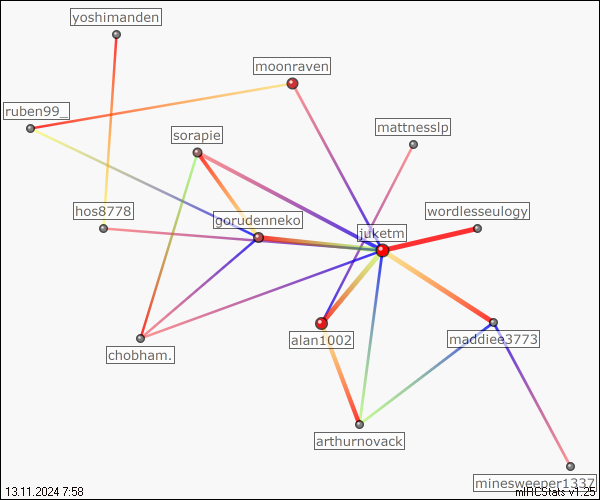 yoshimanden
moonraven
ruben99_
mattnesslp
sorapie
hos8778
wordlesseulogy
gorudenneko
juketm
alan1002
maddiee3773
chobham.
arthurnovack
minesweeper1337
13.11.2024 7:58
mIRCStats v1.25